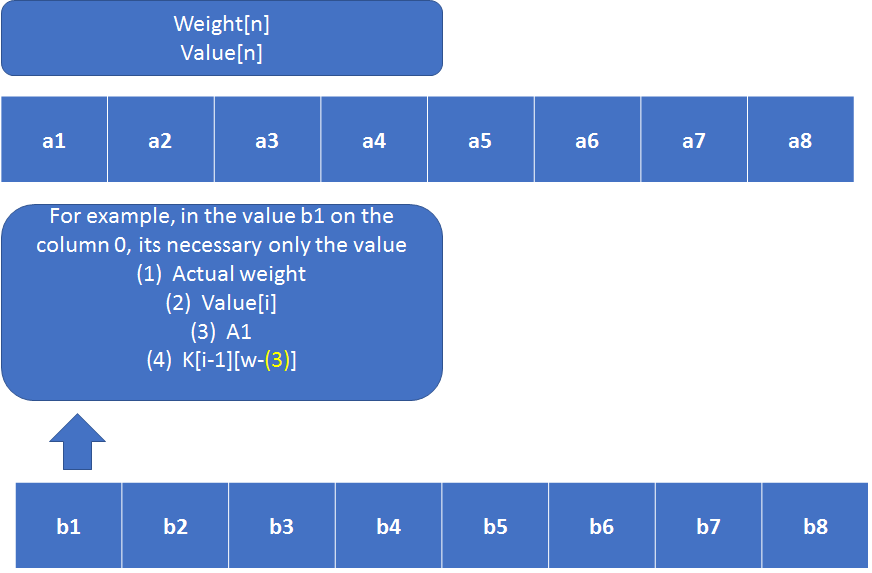 Weight[n]
Value[n]
a1 a2 a3 a4 a5 a6 a7 a8
For example, in the value b1 on the
column 0, its necessary only the value
(1) Actual weight
(2) Value[i]
(3) A1
(4) K[i-1][w-(3)]
b1 b2 b3 b4 b5 b6 b7 b8